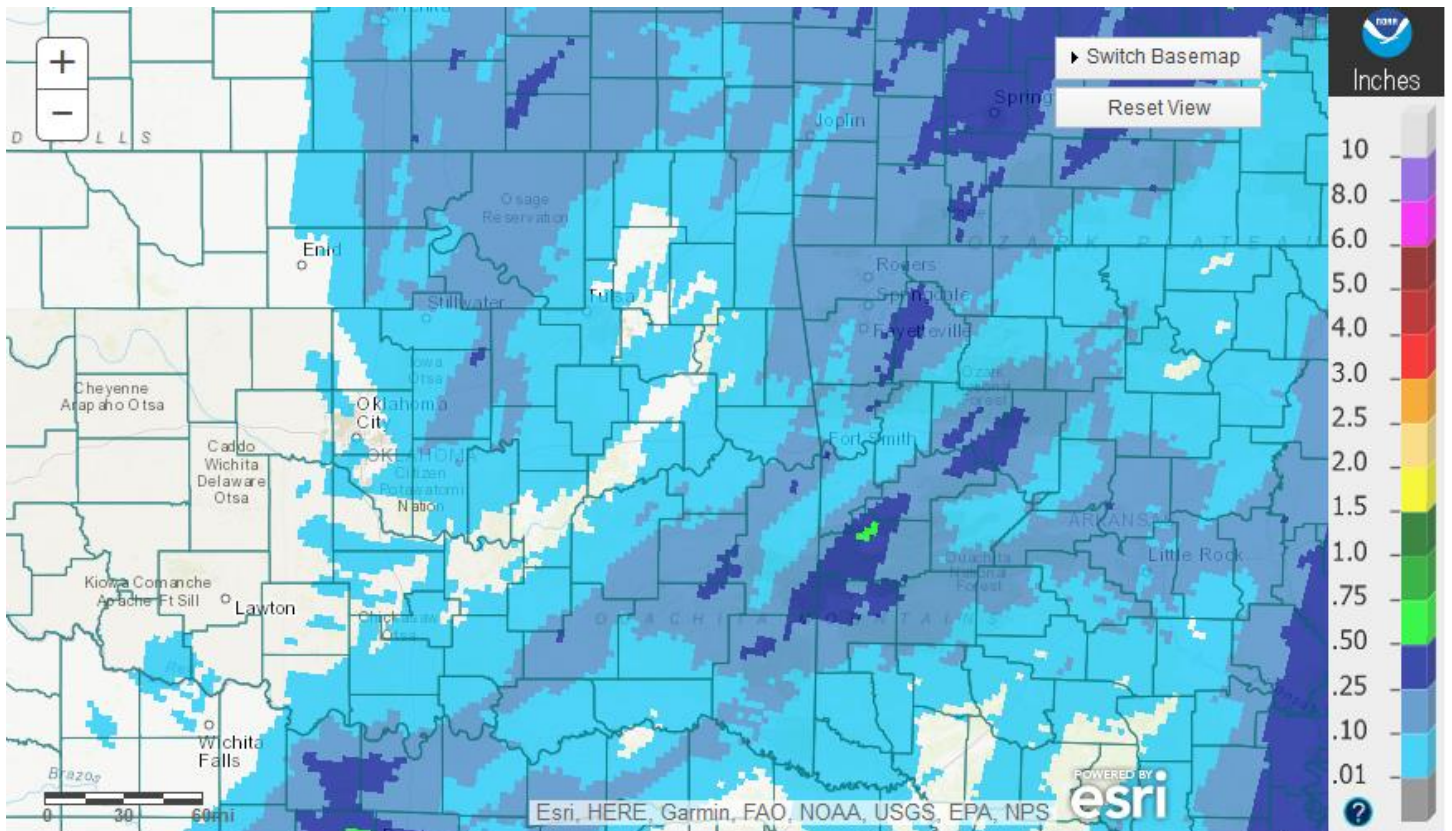 +
−
Switch Basemap
Reset View
NOAA
Inches
10
8.0
6.0
5.0
4.0
3.0
2.5
2.0
1.5
1.0
.75
.50
.25
.10
.01
?
D
L L S
Joplin
Spring
Osage
Reservation
Enid
O Z A R K P L A T E A U
Rogers
Springdale
Stillwater
Tulsa
Fayetteville
Iowa
Otsa
Cheyenne
Arapaho Otsa
Oklahoma
City
OKLAHOMA
Citizen
Potawatomi
Nation
Caddo
Wichita
Delaware
Otsa
Ozark
National
Forest
Fort Smith
ARKANSAS
Little Rock
Ouachita
National
Forest
Kiowa Comanche
Apache Ft Sill
Lawton
Chickasaw
Otsa
O U A C H I T A M O U N T A I N S
Red
Wichita
Falls
Brazos
0 30 60mi
Esri, HERE, Garmin, FAO, NOAA, USGS, EPA, NPS
POWERED BY
esri